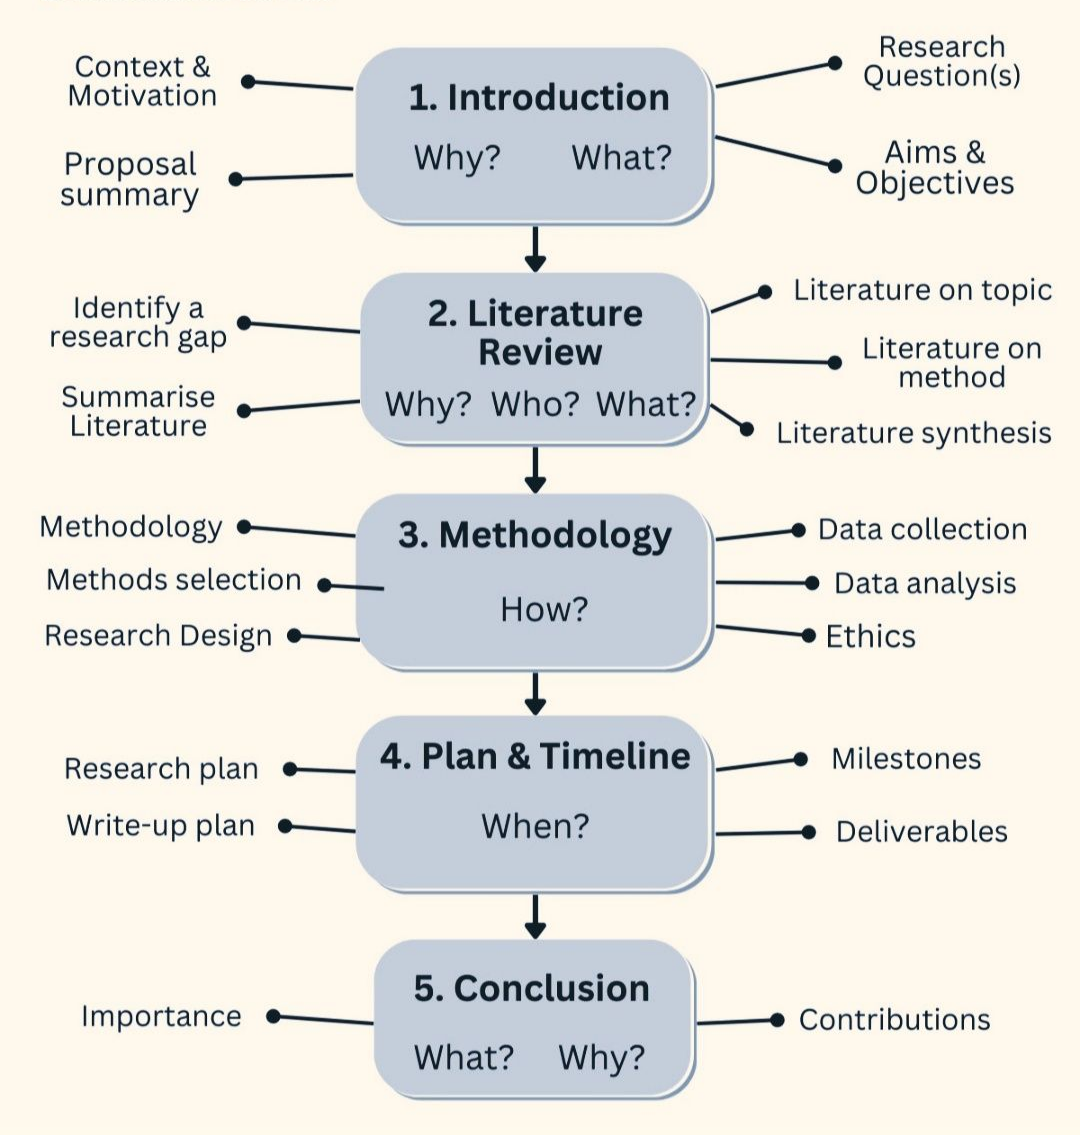 Context &
Motivation
Proposal
summary
1. Introduction
Why? What?
Research
Question(s)
Aims &
Objectives
Identify a
research gap
Summarise
Literature
2. Literature
Review
Why? Who? What?
Literature on topic
Literature on
method
Literature synthesis
Methodology
Methods selection
Research Design
3. Methodology
How?
Data collection
Data analysis
Ethics
Research plan
Write-up plan
4. Plan & Timeline
When?
Milestones
Deliverables
Importance
5. Conclusion
What? Why?
Contributions